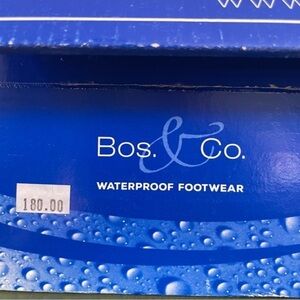 Bos. & Co.
WATERPROOF FOOTWEAR
180.00